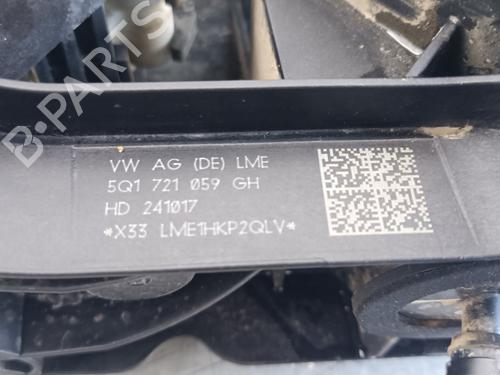 VW AG (DE) LME
5Q1 721 059 GH
HD 241017
*X33 LME1HKP2QLV*
B-PARTS